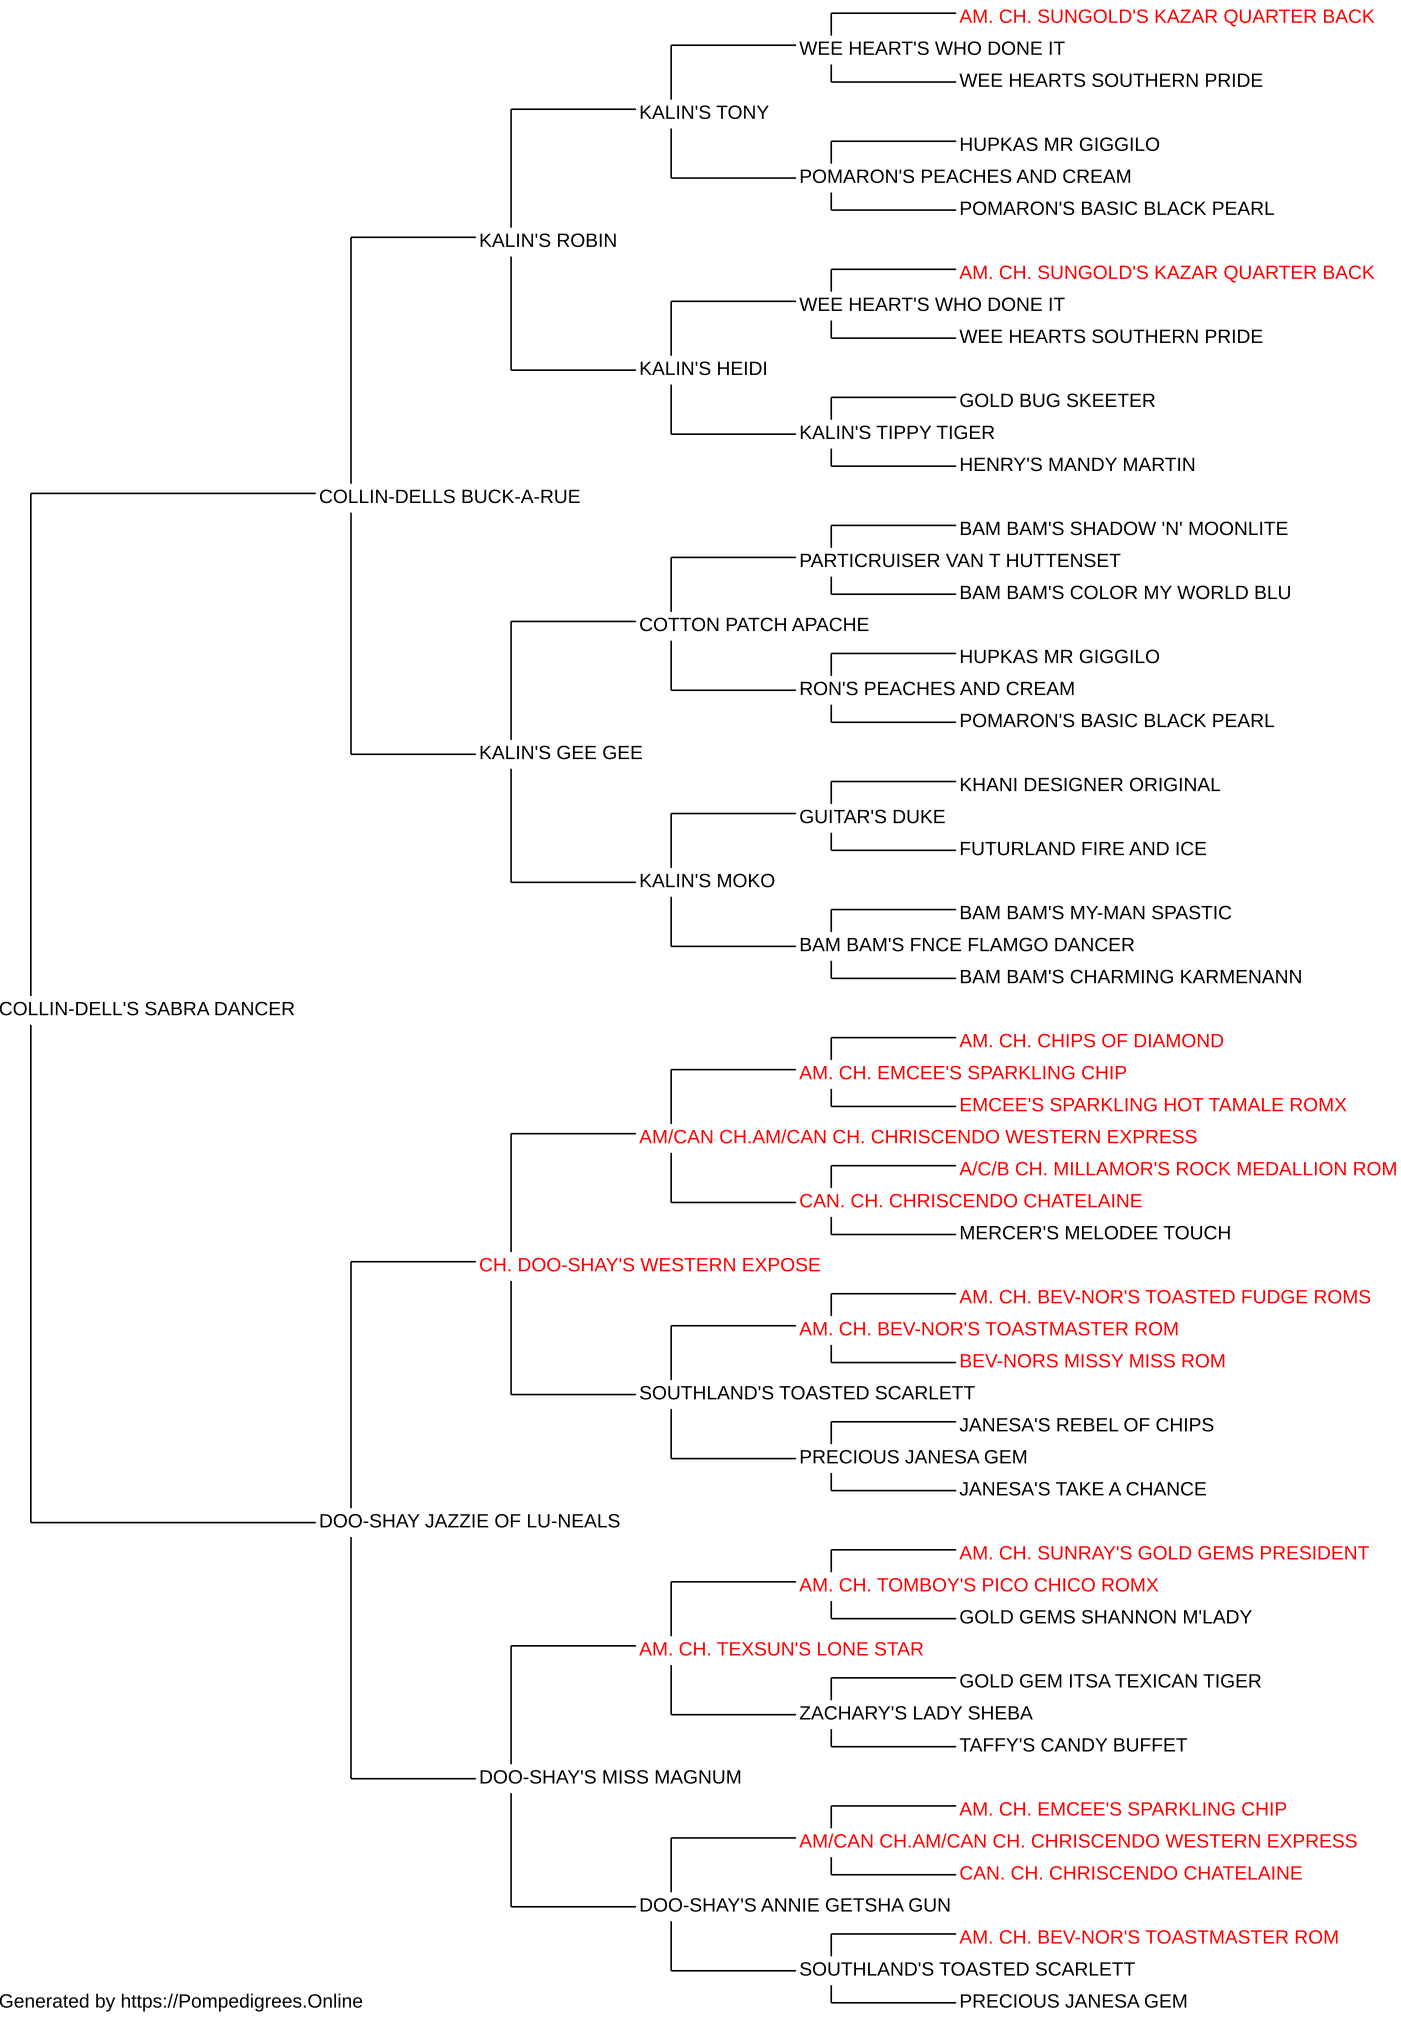 AM. CH. SUNGOLD'S KAZAR QUARTER BACK
WEE HEART'S WHO DONE IT
WEE HEARTS SOUTHERN PRIDE
KALIN'S TONY
HUPKAS MR GIGGILO
POMARON'S PEACHES AND CREAM
POMARON'S BASIC BLACK PEARL
KALIN'S ROBIN
AM. CH. SUNGOLD'S KAZAR QUARTER BACK
WEE HEART'S WHO DONE IT
WEE HEARTS SOUTHERN PRIDE
KALIN'S HEIDI
GOLD BUG SKEETER
KALIN'S TIPPY TIGER
HENRY'S MANDY MARTIN
COLLIN-DELLS BUCK-A-RUE
BAM BAM'S SHADOW 'N' MOONLITE
PARTICRUISER VAN T HUTTENSET
BAM BAM'S COLOR MY WORLD BLU
COTTON PATCH APACHE
HUPKAS MR GIGGILO
RON'S PEACHES AND CREAM
POMARON'S BASIC BLACK PEARL
KALIN'S GEE GEE
KHANI DESIGNER ORIGINAL
GUITAR'S DUKE
FUTURLAND FIRE AND ICE
KALIN'S MOKO
BAM BAM'S MY-MAN SPASTIC
BAM BAM'S FNCE FLAMGO DANCER
BAM BAM'S CHARMING KARMENANN
COLLIN-DELL'S SABRA DANCER
AM. CH. CHIPS OF DIAMOND
AM. CH. EMCEE'S SPARKLING CHIP
EMCEE'S SPARKLING HOT TAMALE ROMX
AM/CAN CH.AM/CAN CH. CHRISCENDO WESTERN EXPRESS
A/C/B CH. MILLAMOR'S ROCK MEDALLION ROM
CAN. CH. CHRISCENDO CHATELAINE
MERCER'S MELODEE TOUCH
CH. DOO-SHAY'S WESTERN EXPOSE
AM. CH. BEV-NOR'S TOASTED FUDGE ROMS
AM. CH. BEV-NOR'S TOASTMASTER ROM
BEV-NORS MISSY MISS ROM
SOUTHLAND'S TOASTED SCARLETT
JANESA'S REBEL OF CHIPS
PRECIOUS JANESA GEM
JANESA'S TAKE A CHANCE
DOO-SHAY JAZZIE OF LU-NEALS
AM. CH. SUNRAY'S GOLD GEMS PRESIDENT
AM. CH. TOMBOY'S PICO CHICO ROMX
GOLD GEMS SHANNON M'LADY
AM. CH. TEXSUN'S LONE STAR
GOLD GEM ITSA TEXICAN TIGER
ZACHARY'S LADY SHEBA
TAFFY'S CANDY BUFFET
DOO-SHAY'S MISS MAGNUM
AM. CH. EMCEE'S SPARKLING CHIP
AM/CAN CH.AM/CAN CH. CHRISCENDO WESTERN EXPRESS
CAN. CH. CHRISCENDO CHATELAINE
DOO-SHAY'S ANNIE GETSHA GUN
AM. CH. BEV-NOR'S TOASTMASTER ROM
SOUTHLAND'S TOASTED SCARLETT
PRECIOUS JANESA GEM
Generated by https://Pompedigrees.Online